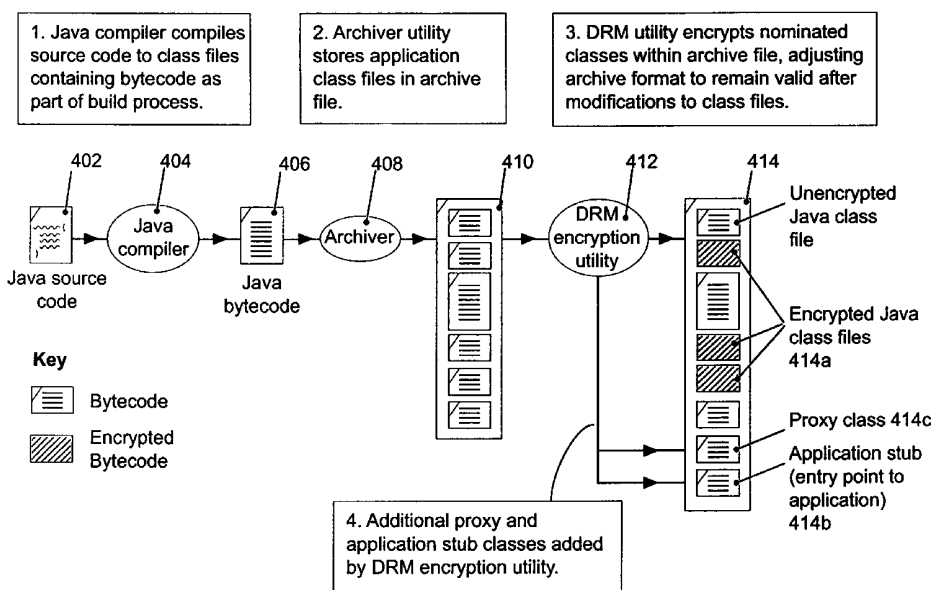 1. Java compiler compiles
source code to class files
containing bytecode as
part of build process.
2. Archiver utility
stores application
class files in archive
file.
3. DRM utility encrypts nominated
classes within archive file, adjusting
archive format to remain valid after
modifications to class files.
402
404
406
408
410
412
414
Java source
code
Java
compiler
Java
bytecode
Archiver
DRM
encryption
utility
Unencrypted
Java class
file
Encrypted Java
class files
414a
Proxy class 414c
Application stub
(entry point to
application)
414b
Key
Bytecode
Encrypted
Bytecode
4. Additional proxy and
application stub classes added
by DRM encryption utility.